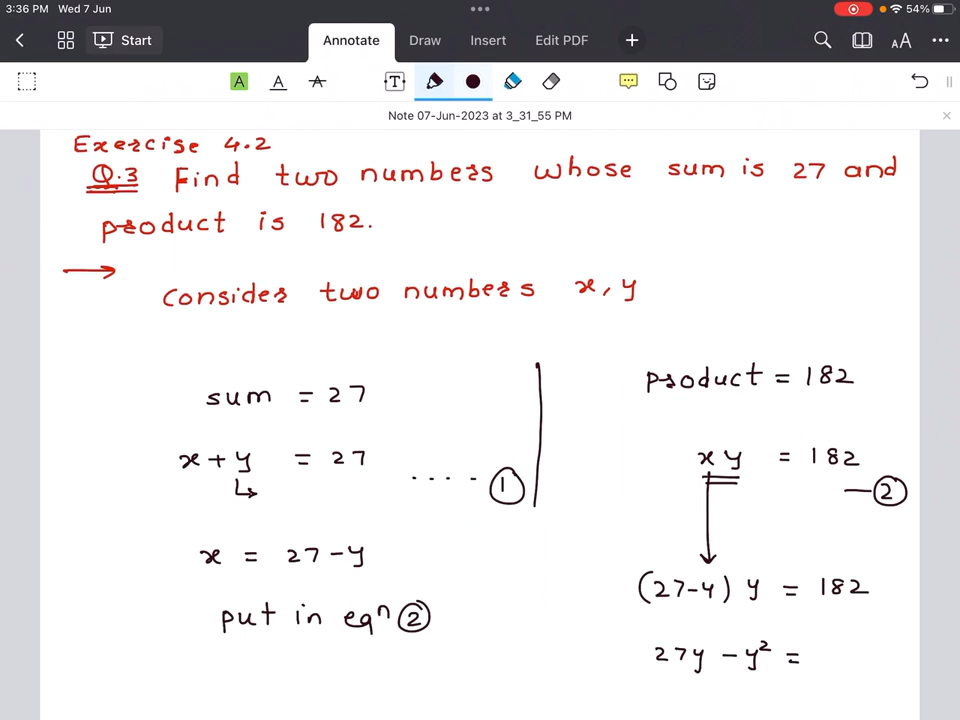 3:36 PM Wed 7 Jun
54%
Start
Annotate
Draw
Insert
Edit PDF
AA
A
A
A
T
Note 07-Jun-2023 at 3_31_55 PM
Exercise 4.2
Q.3 Find two numbers whose sum is 27 and
product is 182.
Consider two numbers x, y
sum = 27
x + y = 27 .... 1
x = 27 - y
put in eqn 2
product = 182
x y = 182
— 2
(27-y) y = 182
27y - y² =